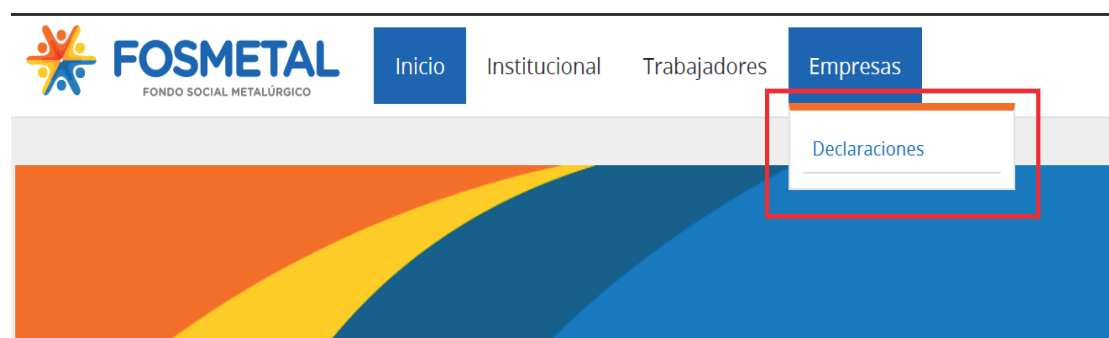 FOSMETAL
FONDO SOCIAL METALÚRGICO
Inicio Institucional Trabajadores Empresas
Declaraciones